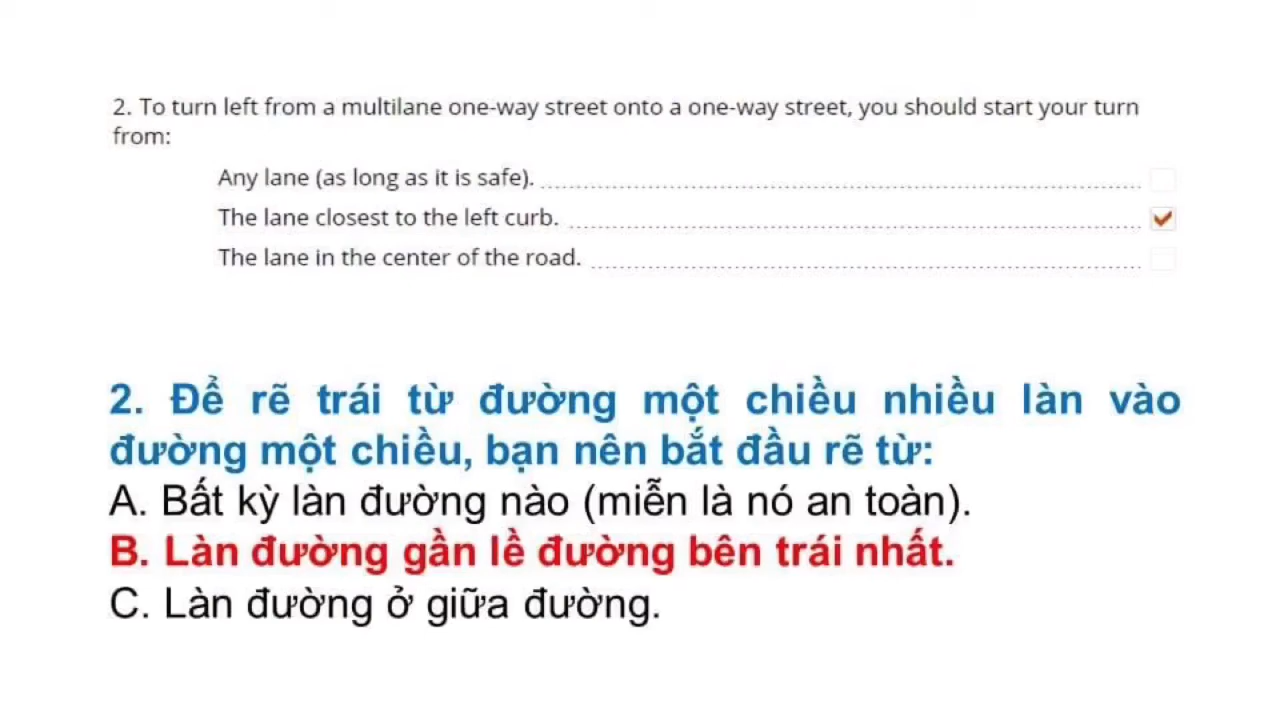 2. To turn left from a multilane one-way street onto a one-way street, you should start your turn
from:
Any lane (as long as it is safe).
The lane closest to the left curb.
The lane in the center of the road.
2. Để rẽ trái từ đường một chiều nhiều làn vào
đường một chiều, bạn nên bắt đầu rẽ từ:
A. Bất kỳ làn đường nào (miễn là nó an toàn).
B. Làn đường gần lề đường bên trái nhất.
C. Làn đường ở giữa đường.